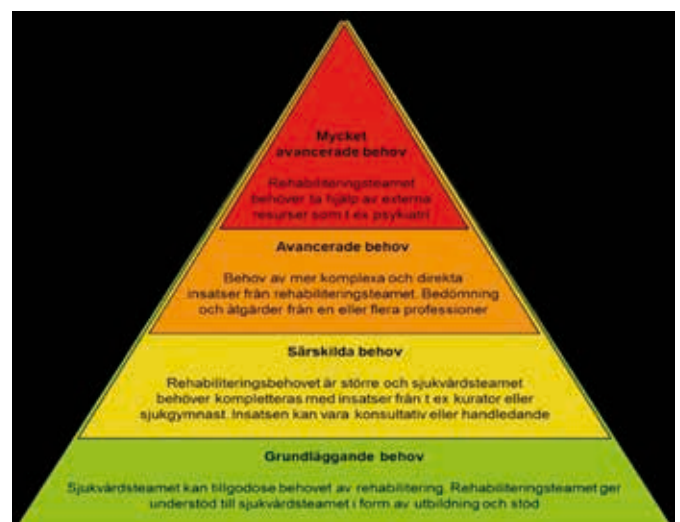 Mycket
avancerade behov
Rehabiliteringsteamet
behöver ta hjälp av externa
resurser som t ex psykiatri
Avancerade behov
Behov av mer komplexa och direkta
insatser från rehabiliteringsteamet. Bedömning
och åtgärder från en eller flera professioner
Särskilda behov
Rehabiliteringsbehovet är större och sjukvårdsteamet
behöver kompletteras med insatser från t ex kurator eller
sjukgymnast. Insatsen kan vara konsultativ eller handledande
Grundläggande behov
Sjukvårdsteamet kan tillgodose behovet av rehabilitering. Rehabiliteringsteamet ger
understöd till sjukvårdsteamet i form av utbildning och stöd